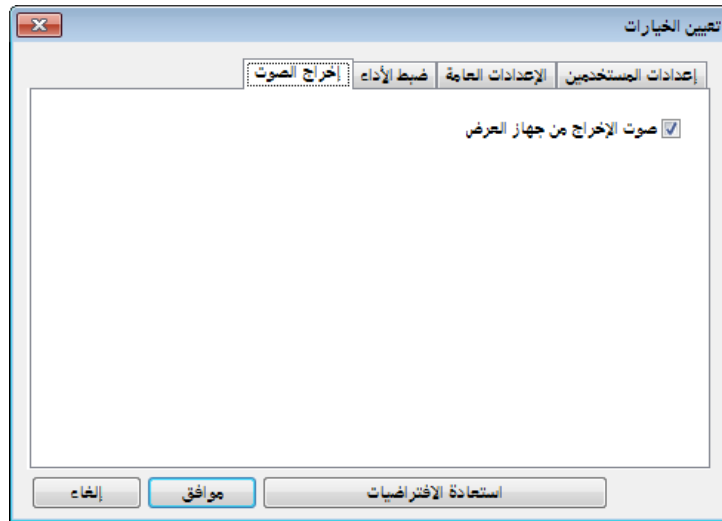 تعيين الخيارات
إعدادات المستخدمين الإعدادات العامة ضبط الأداء إخراج الصوت
صوت الإخراج من جهاز العرض
استعادة الافتراضيات موافق إلغاء